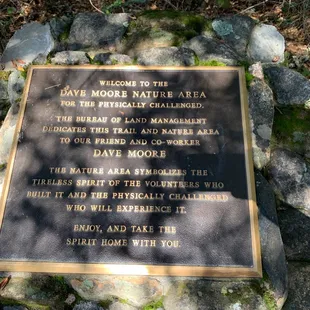 WELCOME TO THE
DAVE MOORE NATURE AREA
FOR THE PHYSICALLY CHALLENGED.
THE BUREAU OF LAND MANAGEMENT
DEDICATES THIS TRAIL AND NATURE AREA
TO OUR FRIEND AND CO-WORKER
DAVE MOORE
THE NATURE AREA SYMBOLIZES THE
TIRELESS SPIRIT OF THE VOLUNTEERS WHO
BUILT IT AND THE PHYSICALLY CHALLENGED
WHO WILL EXPERIENCE IT.
ENJOY, AND TAKE THE
SPIRIT HOME WITH YOU.